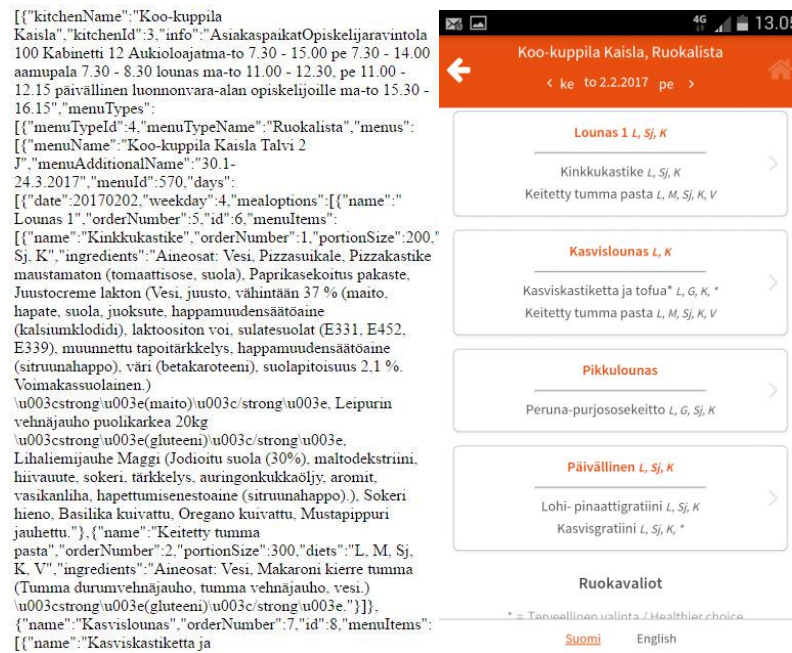 [{"kitchenName":"Koo-kuppila
Kaisla","kitchenId":3,"info":"AsiakaspaikatOpiskelijaravintola
100 Kabinetti 12 Aukioloajatma-to 7.30 - 15.00 pe 7.30 - 14.00
aamupala 7.30 - 8.30 lounas ma-to 11.00 - 12.30, pe 11.00 -
12.15 päivällinen luonnonvara-alan opiskelijoille ma-to 15.30 -
16.15","menuTypes":
[{"menuTypeId":4,"menuTypeName":"Ruokalista","menus":
[{"menuName":"Koo-kuppila Kaisla Talvi 2
J","menuAdditionalName":"30.1-
24.3.2017","menuId":570,"days":
[{"date":20170202,"weekday":4,"mealoptions":[{"name":"
Lounas 1","orderNumber":5,"id":6,"menuItems":
[{"name":"Kinkkukastike","orderNumber":1,"portionSize":200,"
Sj, K","ingredients":"Aineosat: Vesi, Pizzasuikale, Pizzakastike
maustamaton (tomaattisose, suola), Paprikasekoitus pakaste,
Juustocreme lakton (Vesi, juusto, vähintään 37 % (maito,
hapate, suola, juoksute, happamuudensäätöaine
(kalsiumklodidi), laktoositon voi, sulatesuolat (E331, E452,
E339), muunnettu tapoitärkkelys, happamuudensäätöaine
(sitruunahappo), väri (betakaroteeni), suolapitoisuus 2,1 %.
Voimakassuolainen.)
\u003cstrong\u003e(maito)\u003c/strong\u003e, Leipurin
vehnäjauho puolikarkea 20kg
\u003cstrong\u003e(gluteeni)\u003c/strong\u003e,
Lihaliemijauhe Maggi (Jodioitu suola (30%), maltodekstriini,
hiivauute, sokeri, tärkkelys, auringonkukkaöljy, aromit,
vasikanliha, hapettumisenestoaine (sitruunahappo).), Sokeri
hieno, Basilika kuivattu, Oregano kuivattu, Mustapippuri
jauhettu."},{"name":"Keitetty tumma
pasta","orderNumber":2,"portionSize":300,"diets":"L, M, Sj,
K, V","ingredients":"Aineosat: Vesi, Makaroni kierre tumma
(Tumma durumvehnäjauho, tumma vehnäjauho, vesi.)
\u003cstrong\u003e(gluteeni)\u003c/strong\u003e."}]},
{"name":"Kasvislounas","orderNumber":7,"id":8,"menuItems":
[{"name":"Kasviskastiketta ja
4G 13.05
Koo-kuppila Kaisla, Ruokalista
< ke to 2.2.2017 pe >
Lounas 1 L, Sj, K
Kinkkukastike L, Sj, K
Keitetty tumma pasta L, M, Sj, K, V
Kasvislounas L, K
Kasviskastiketta ja tofua* L, G, K, *
Keitetty tumma pasta L, M, Sj, K, V
Pikkulounas
Peruna-purjososekeitto L, G, Sj, K
Päivällinen L, Sj, K
Lohi- pinaattigratiini L, Sj, K
Kasvisgratiini L, Sj, K, *
Ruokavaliot
* = Terveellinen valinta / Healthier choice
Suomi English